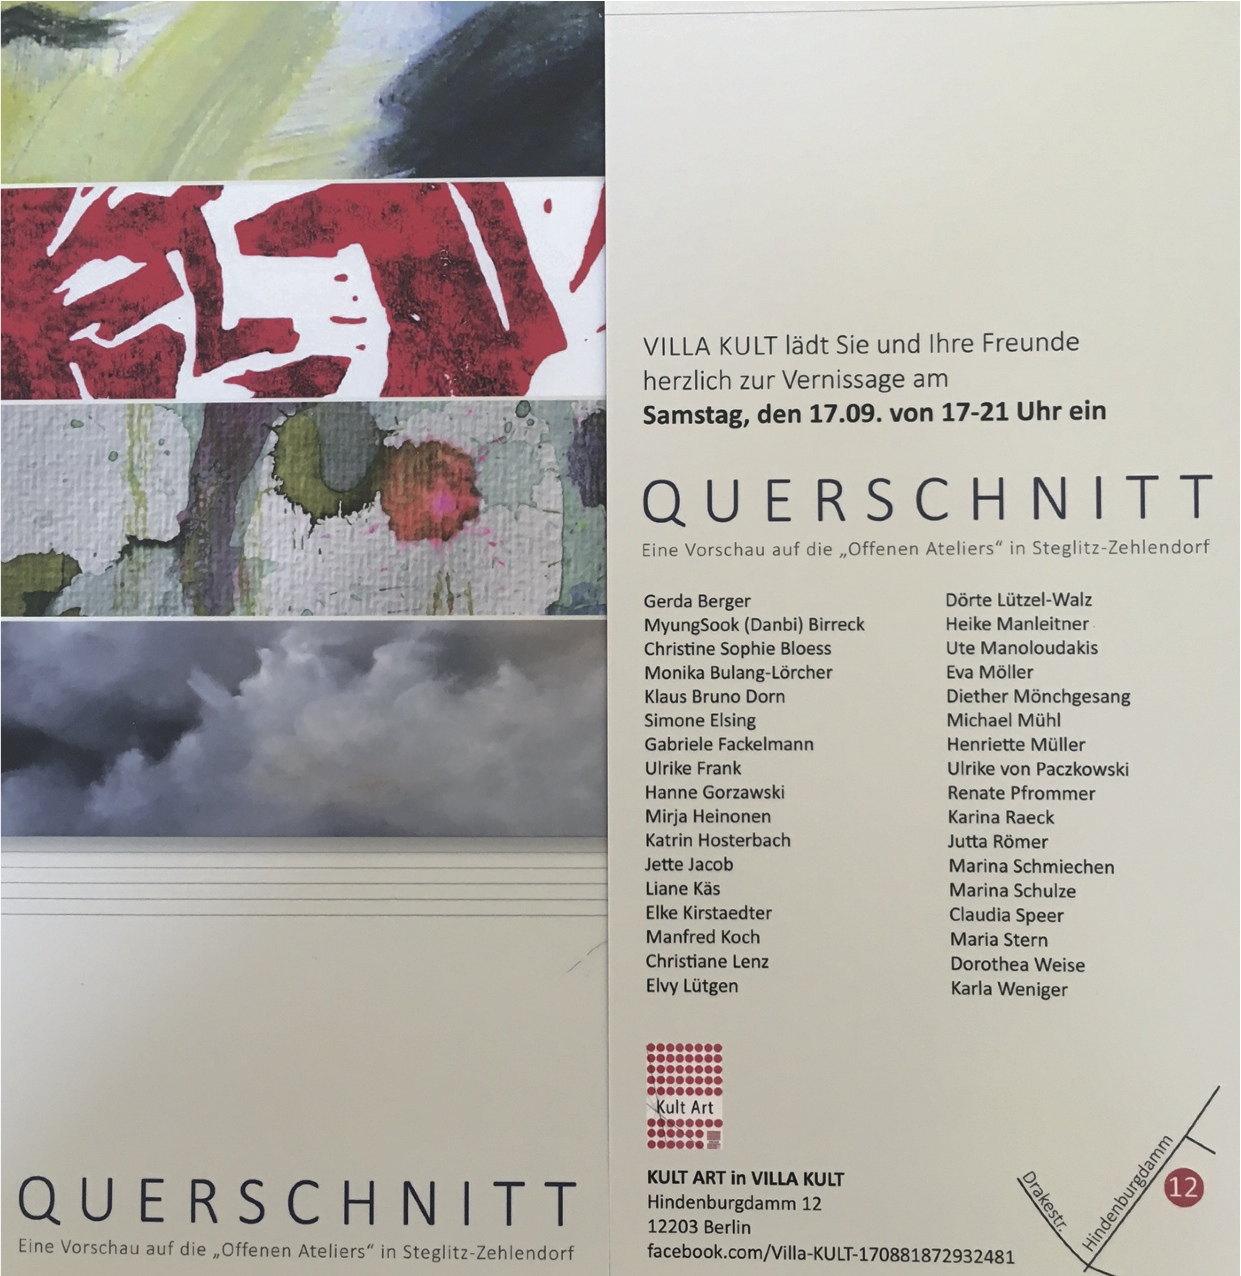 QUERSCHNITT
Eine Vorschau auf die „Offenen Ateliers“ in Steglitz-Zehlendorf
VILLA KULT lädt Sie und Ihre Freunde
herzlich zur Vernissage am
Samstag, den 17.09. von 17-21 Uhr ein
QUERSCHNITT
Eine Vorschau auf die „Offenen Ateliers“ in Steglitz-Zehlendorf
Gerda Berger
MyungSook (Danbi) Birreck
Christine Sophie Bloess
Monika Bulang-Lörcher
Klaus Bruno Dorn
Simone Elsing
Gabriele Fackelmann
Ulrike Frank
Hanne Gorzawski
Mirja Heinonen
Katrin Hosterbach
Jette Jacob
Liane Käs
Elke Kirstaedter
Manfred Koch
Christiane Lenz
Elvy Lütgen
Dörte Lützel-Walz
Heike Manleitner
Ute Manoloudakis
Eva Möller
Diether Mönchgesang
Michael Mühl
Henriette Müller
Ulrike von Paczkowski
Renate Pfrommer
Karina Raeck
Jutta Römer
Marina Schmiechen
Marina Schulze
Claudia Speer
Maria Stern
Dorothea Weise
Karla Weniger
Kult Art
KULT ART in VILLA KULT
Hindenburgdamm 12
12203 Berlin
facebook.com/Villa-KULT-170881872932481
Drakestr.
Hindenburgdamm
12